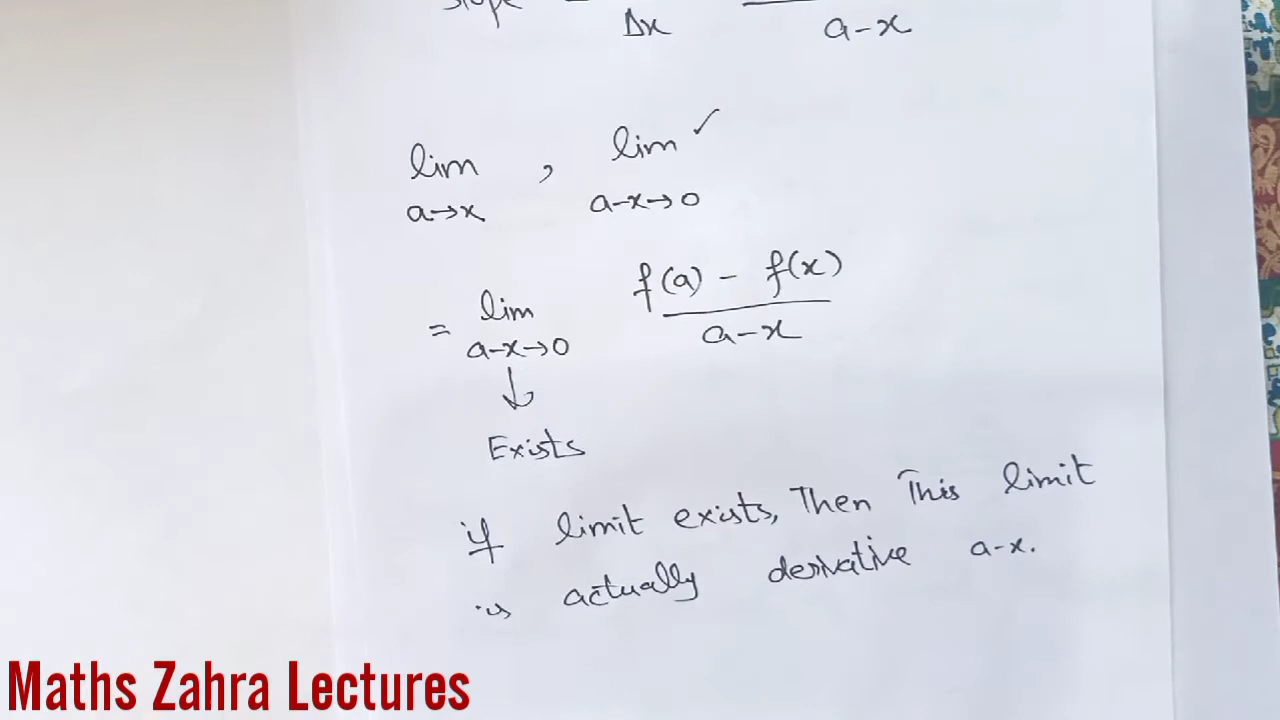 slope
Δx a-x
lim , lim ✓
a→x a-x→0
= lim f(a) - f(x)
a-x→0 a-x
↓
Exists
if limit exists, Then This limit
is actually derivative a-x.
Maths Zahra Lectures